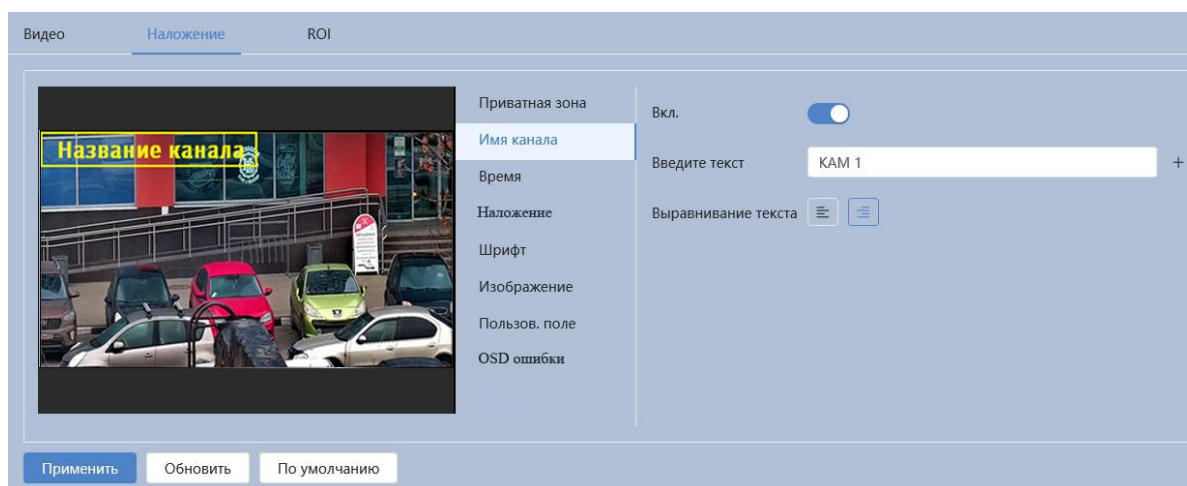 Видео Наложение ROI
Название канала
Приватная зона
Имя канала
Время
Наложение
Шрифт
Изображение
Пользов. поле
OSD ошибки
Вкл.
Введите текст КАМ 1 +
Выравнивание текста
Применить Обновить По умолчанию